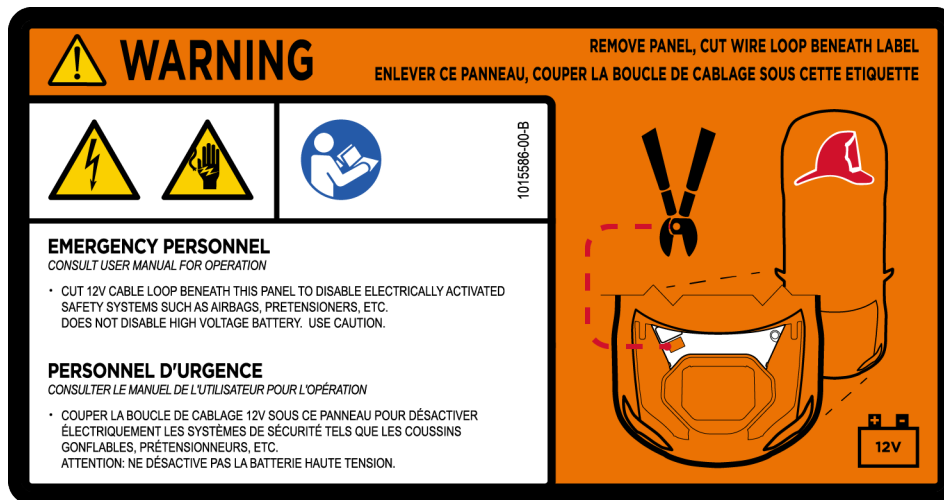 WARNING
REMOVE PANEL, CUT WIRE LOOP BENEATH LABEL
ENLEVER CE PANNEAU, COUPER LA BOUCLE DE CABLAGE SOUS CETTE ETIQUETTE
10155586-00-B
EMERGENCY PERSONNEL
CONSULT USER MANUAL FOR OPERATION
· CUT 12V CABLE LOOP BENEATH THIS PANEL TO DISABLE ELECTRICALLY ACTIVATED
SAFETY SYSTEMS SUCH AS AIRBAGS, PRETENSIONERS, ETC.
DOES NOT DISABLE HIGH VOLTAGE BATTERY. USE CAUTION.
PERSONNEL D'URGENCE
CONSULTER LE MANUEL DE L'UTILISATEUR POUR L'OPÉRATION
· COUPER LA BOUCLE DE CABLAGE 12V SOUS CE PANNEAU POUR DÉSACTIVER
ÉLECTRIQUEMENT LES SYSTÈMES DE SÉCURITÉ TELS QUE LES COUSSINS
GONFLABLES, PRÉTENSIONNEURS, ETC.
ATTENTION: NE DÉSACTIVE PAS LA BATTERIE HAUTE TENSION.
12V